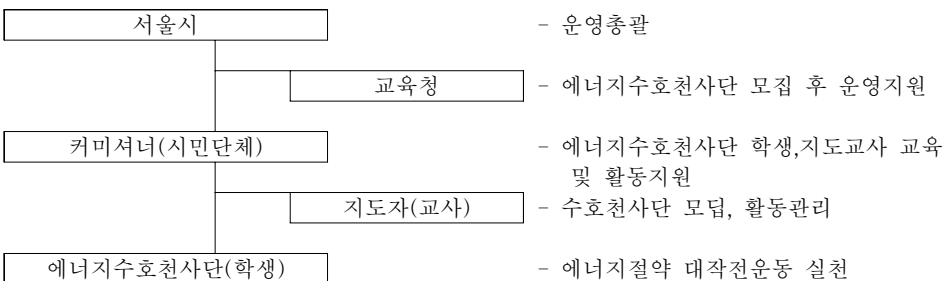 서울시 - 운영총괄
교육청 - 에너지수호천사단 모집 후 운영지원
커미셔너(시민단체) - 에너지수호천사단 학생,지도교사 교육
및 활동지원
지도자(교사) - 수호천사단 모딥, 활동관리
에너지수호천사단(학생) - 에너지절약 대작전운동 실천